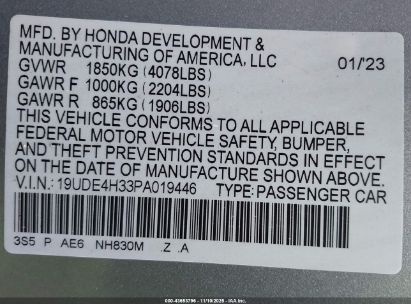 MFD. BY HONDA DEVELOPMENT &
MANUFACTURING OF AMERICA, LLC
GVWR 1850KG (4078LBS) 01/'23
GAWR F 1000KG (2204LBS)
GAWR R 865KG (1906LBS)
THIS VEHICLE CONFORMS TO ALL APPLICABLE
FEDERAL MOTOR VEHICLE SAFETY, BUMPER,
AND THEFT PREVENTION STANDARDS IN EFFECT
ON THE DATE OF MANUFACTURE SHOWN ABOVE.
V.I.N.: 19UDE4H33PA019446 TYPE: PASSENGER CAR
3S5 P AE6 NH830M .Z .A